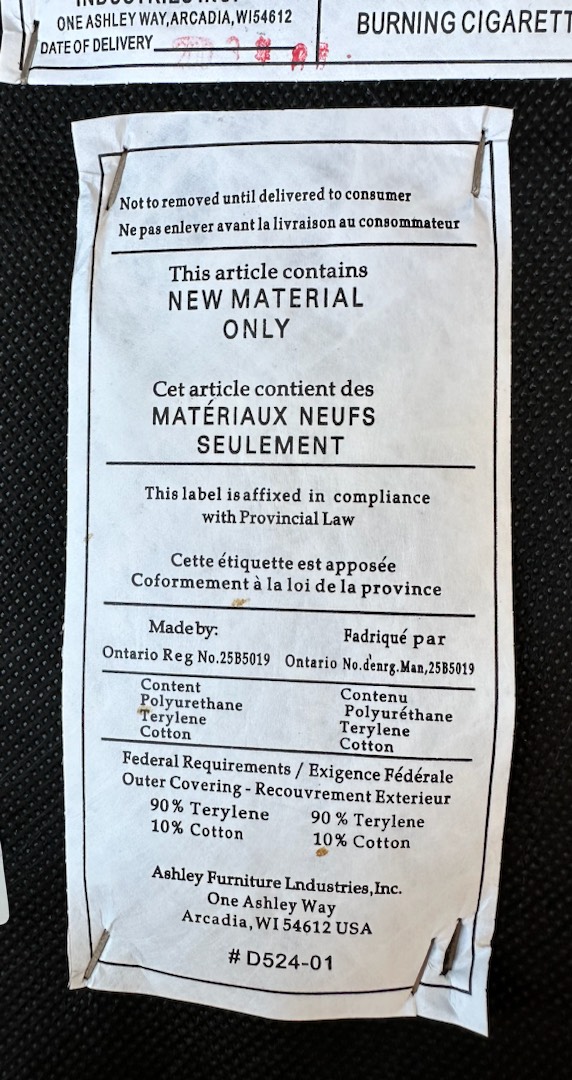 ONE ASHLEY WAY,ARCADIA,WI54612
DATE OF DELIVERY
BURNING CIGARETT
Not to removed until delivered to consumer
Ne pas enlever avant la livraison au consommateur
This article contains
NEW MATERIAL
ONLY
Cet article contient des
MATÉRIAUX NEUFS
SEULEMENT
This label is affixed in compliance
with Provincial Law
Cette étiquette est apposée
Coformement à la loi de la province
Made by:
Ontario Reg No.25B5019
Fadriqué par
Ontario No.d'enrg.Man,25B5019
Content
Polyurethane
Terylene
Cotton
Contenu
Polyuréthane
Terylene
Cotton
Federal Requirements / Exigence Fédérale
Outer Covering - Recouvrement Exterieur
90% Terylene
10% Cotton
90% Terylene
10% Cotton
Ashley Furniture Lndustries,Inc.
One Ashley Way
Arcadia,WI 54612 USA
# D524-01